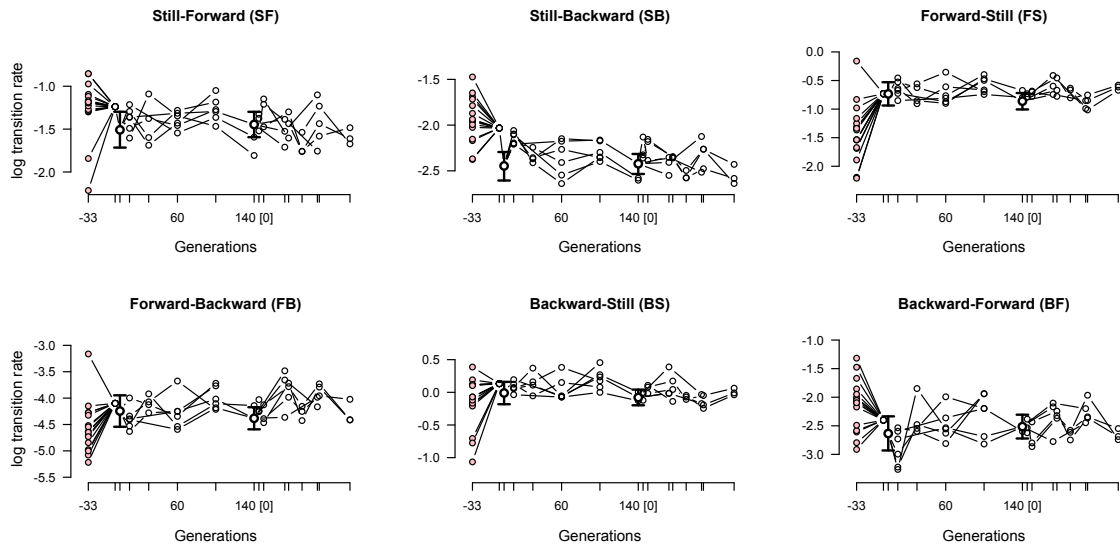 Still-Forward (SF)
Still-Backward (SB)
Forward-Still (FS)
log transition rate
-1.0
-1.5
-2.0
-1.5
-2.0
-2.5
0.0
-0.5
-1.0
-1.5
-2.0
-33 60 140 [0]
-33 60 140 [0]
-33 60 140 [0]
Generations
Generations
Generations
Forward-Backward (FB)
Backward-Still (BS)
Backward-Forward (BF)
log transition rate
-3.0
-3.5
-4.0
-4.5
-5.0
-5.5
0.5
0.0
-0.5
-1.0
-1.0
-1.5
-2.0
-2.5
-3.0
-33 60 140 [0]
-33 60 140 [0]
-33 60 140 [0]
Generations
Generations
Generations